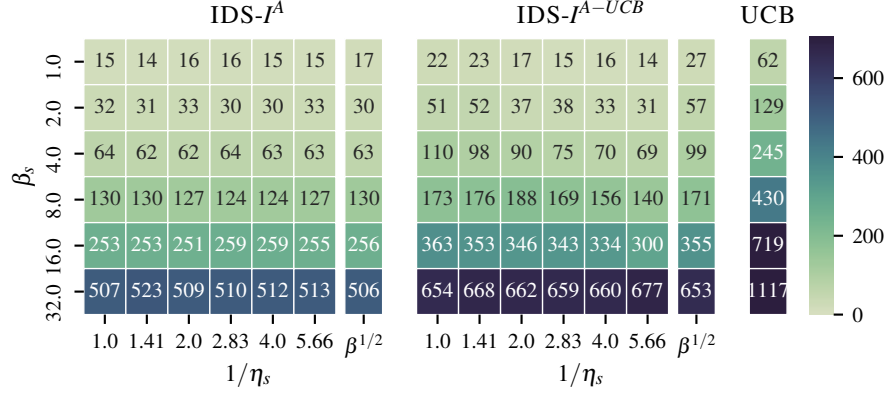 IDS-I^A IDS-I^{A−UCB} UCB
1.0 15 14 16 16 15 15 17 22 23 17 15 16 14 27 62
2.0 32 31 33 30 30 33 30 51 52 37 38 33 31 57 129
4.0 64 62 62 64 63 63 63 110 98 90 75 70 69 99 245
8.0 130 130 127 124 124 127 130 173 176 188 169 156 140 171 430
16.0 253 253 251 259 259 255 256 363 353 346 343 334 300 355 719
32.0 507 523 509 510 512 513 506 654 668 662 659 660 677 653 1117
β_s
1.0 1.41 2.0 2.83 4.0 5.66 β^{1/2} 1.0 1.41 2.0 2.83 4.0 5.66 β^{1/2}
1/η_s 1/η_s
600
400
200
0